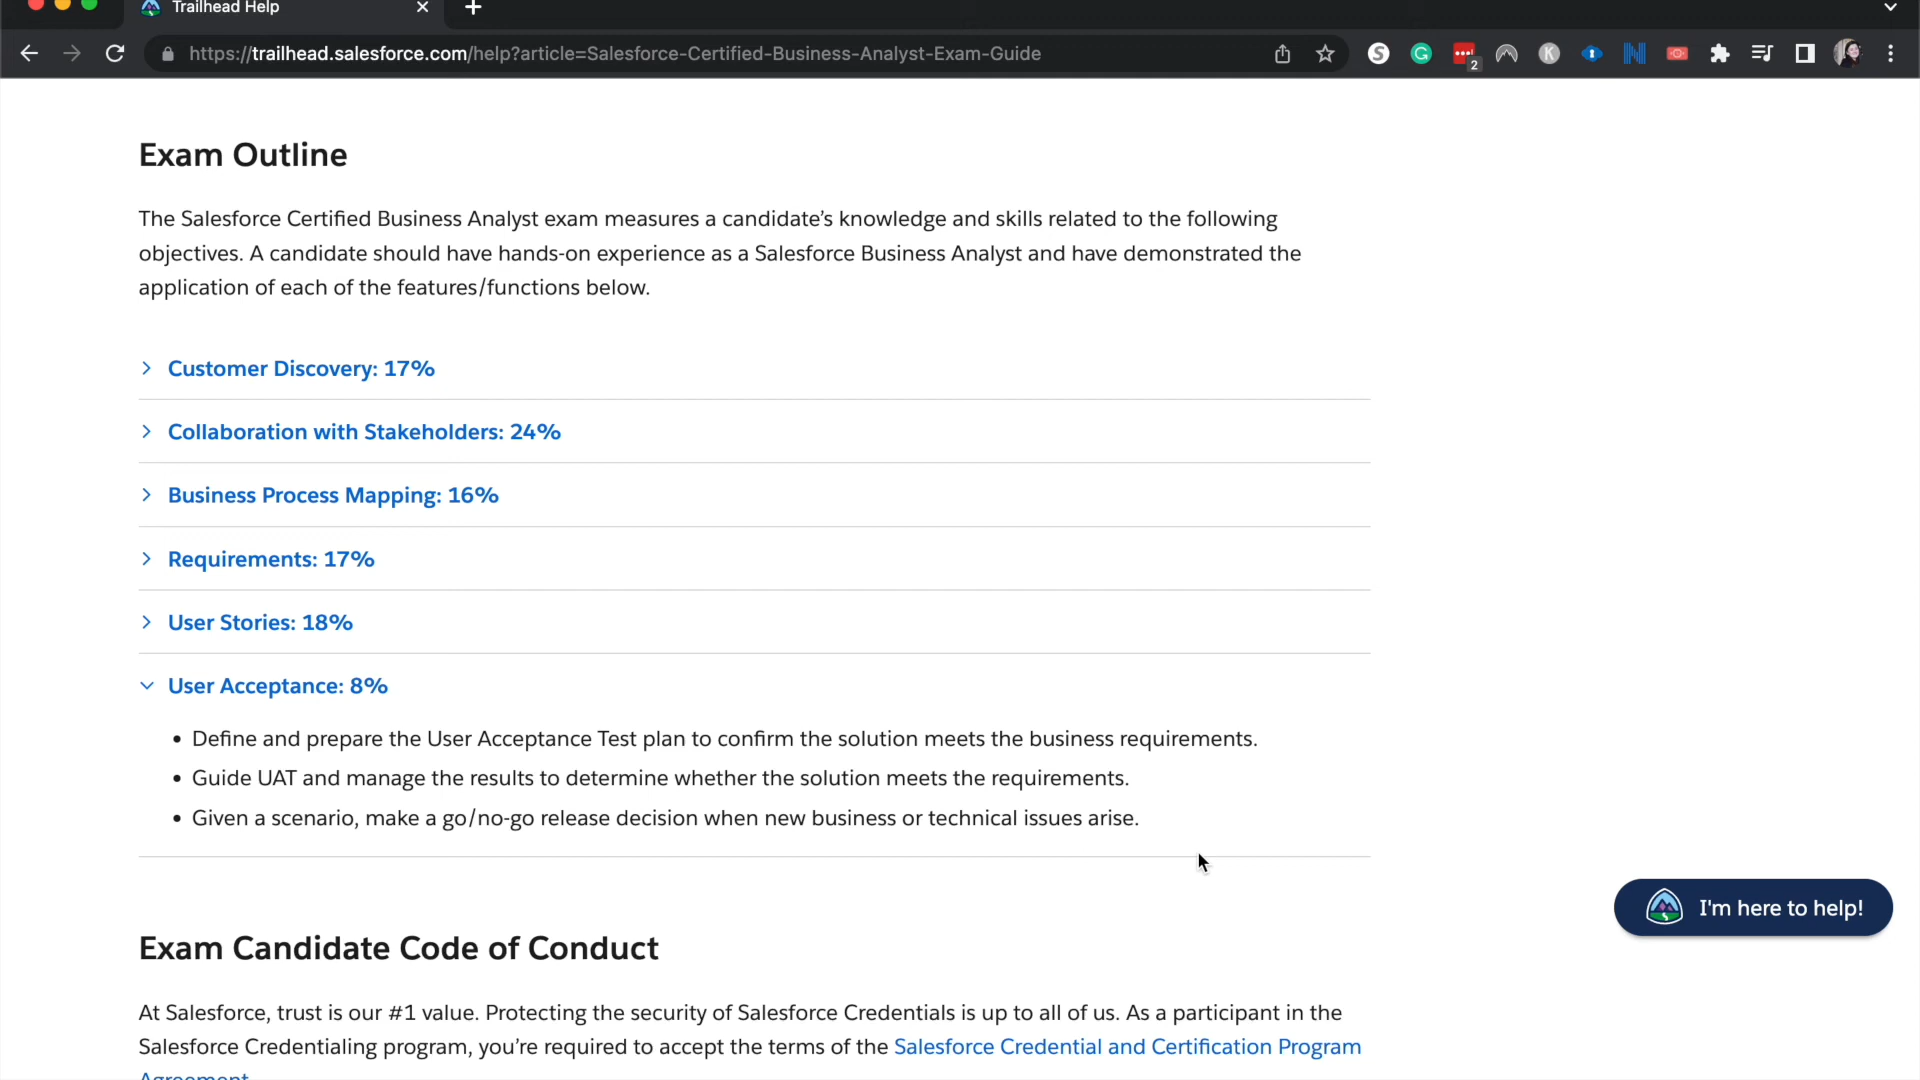 Trailhead Help
https://trailhead.salesforce.com/help?article=Salesforce-Certified-Business-Analyst-Exam-Guide
S
G
2
K
N
Exam Outline
The Salesforce Certified Business Analyst exam measures a candidate’s knowledge and skills related to the following
objectives. A candidate should have hands-on experience as a Salesforce Business Analyst and have demonstrated the
application of each of the features/functions below.
Customer Discovery: 17%
Collaboration with Stakeholders: 24%
Business Process Mapping: 16%
Requirements: 17%
User Stories: 18%
User Acceptance: 8%
• Define and prepare the User Acceptance Test plan to confirm the solution meets the business requirements.
• Guide UAT and manage the results to determine whether the solution meets the requirements.
• Given a scenario, make a go/no-go release decision when new business or technical issues arise.
I'm here to help!
Exam Candidate Code of Conduct
At Salesforce, trust is our #1 value. Protecting the security of Salesforce Credentials is up to all of us. As a participant in the
Salesforce Credentialing program, you’re required to accept the terms of the Salesforce Credential and Certification Program
Agreement